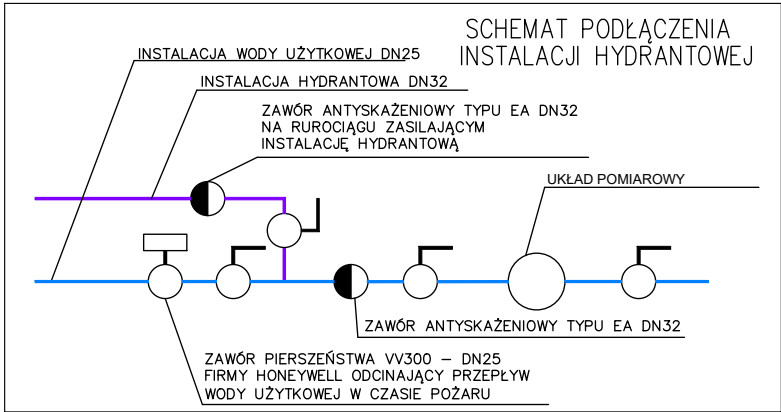 SCHEMAT PODŁĄCZENIA
INSTALACJI HYDRANTOWEJ
INSTALACJA WODY UŻYTKOWEJ DN25
INSTALACJA HYDRANTOWA DN32
ZAWÓR ANTYSKAŻENIOWY TYPU EA DN32
NA RUROCIĄGU ZASILAJĄCYM
INSTALACJĘ HYDRANTOWĄ
UKŁAD POMIAROWY
ZAWÓR ANTYSKAŻENIOWY TYPU EA DN32
ZAWÓR PIERSZEŃSTWA VV300 – DN25
FIRMY HONEYWELL ODCINAJĄCY PRZEPŁYW
WODY UŻYTKOWEJ W CZASIE POŻARU